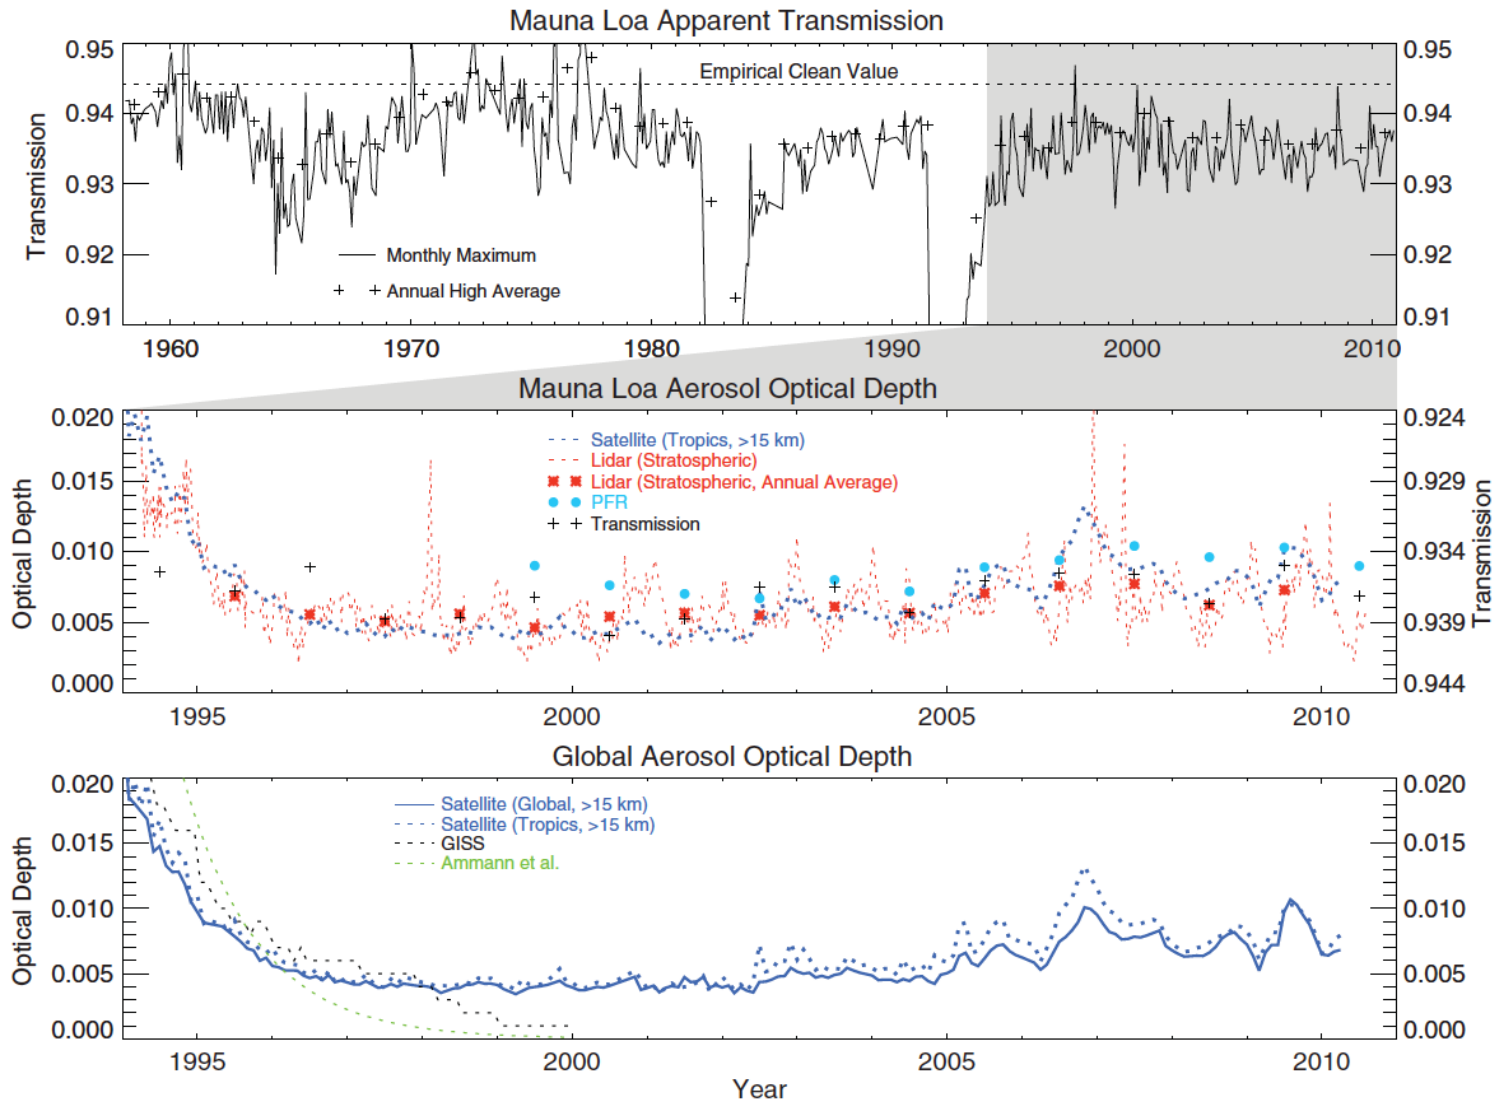 Mauna Loa Apparent Transmission
0.95 0.95
Empirical Clean Value
0.94 0.94
Transmission
0.93 0.93
0.92 Monthly Maximum 0.92
Annual High Average
0.91 0.91
1960 1970 1980 1990 2000 2010
Mauna Loa Aerosol Optical Depth
0.020 0.924
Satellite (Tropics, >15 km)
Lidar (Stratospheric)
0.015 Lidar (Stratospheric, Annual Average) 0.929
PFR
Transmission
Optical Depth Transmission
0.010 0.934
0.005 0.939
0.000 0.944
1995 2000 2005 2010
Global Aerosol Optical Depth
0.020 0.020
Satellite (Global, >15 km)
Satellite (Tropics, >15 km)
0.015 GISS 0.015
Ammann et al.
Optical Depth
0.010 0.010
0.005 0.005
0.000 0.000
1995 2000 2005 2010
Year